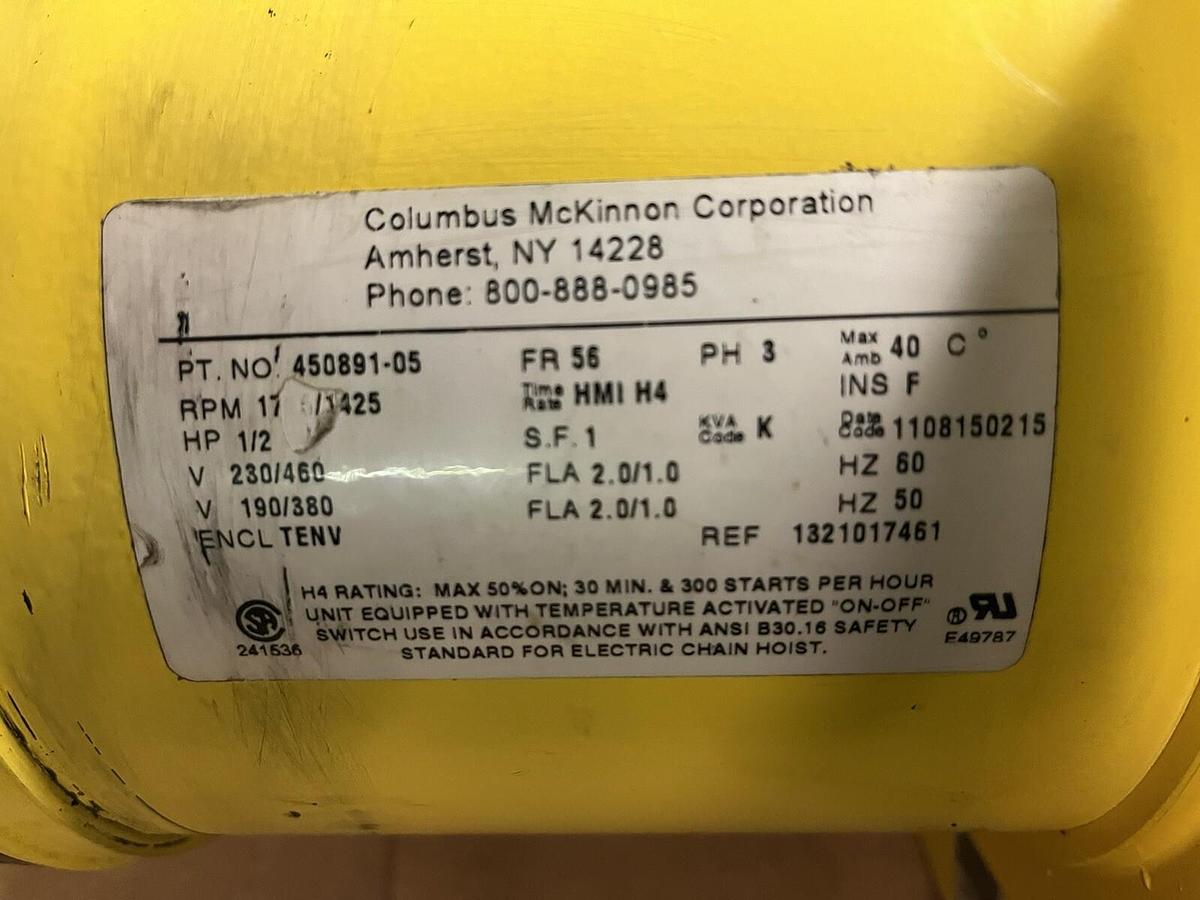 Columbus McKinnon Corporation
Amherst, NY 14228
Phone: 800-888-0985
PT. NO. 450891-05 FR 56 PH 3 Max Amb 40 C°
RPM /1425 Time Rate HMI H4 INS F
HP 1/2 S.F. 1 KVA Code K Date Code 1108150215
V 230/460 FLA 2.0/1.0 HZ 60
V 190/380 FLA 2.0/1.0 HZ 50
ENCL TENV REF 1321017461
H4 RATING: MAX 50%ON; 30 MIN. & 300 STARTS PER HOUR
UNIT EQUIPPED WITH TEMPERATURE ACTIVATED "ON-OFF"
SWITCH USE IN ACCORDANCE WITH ANSI B30.16 SAFETY
STANDARD FOR ELECTRIC CHAIN HOIST.
SA
241536
RU ®
E49787